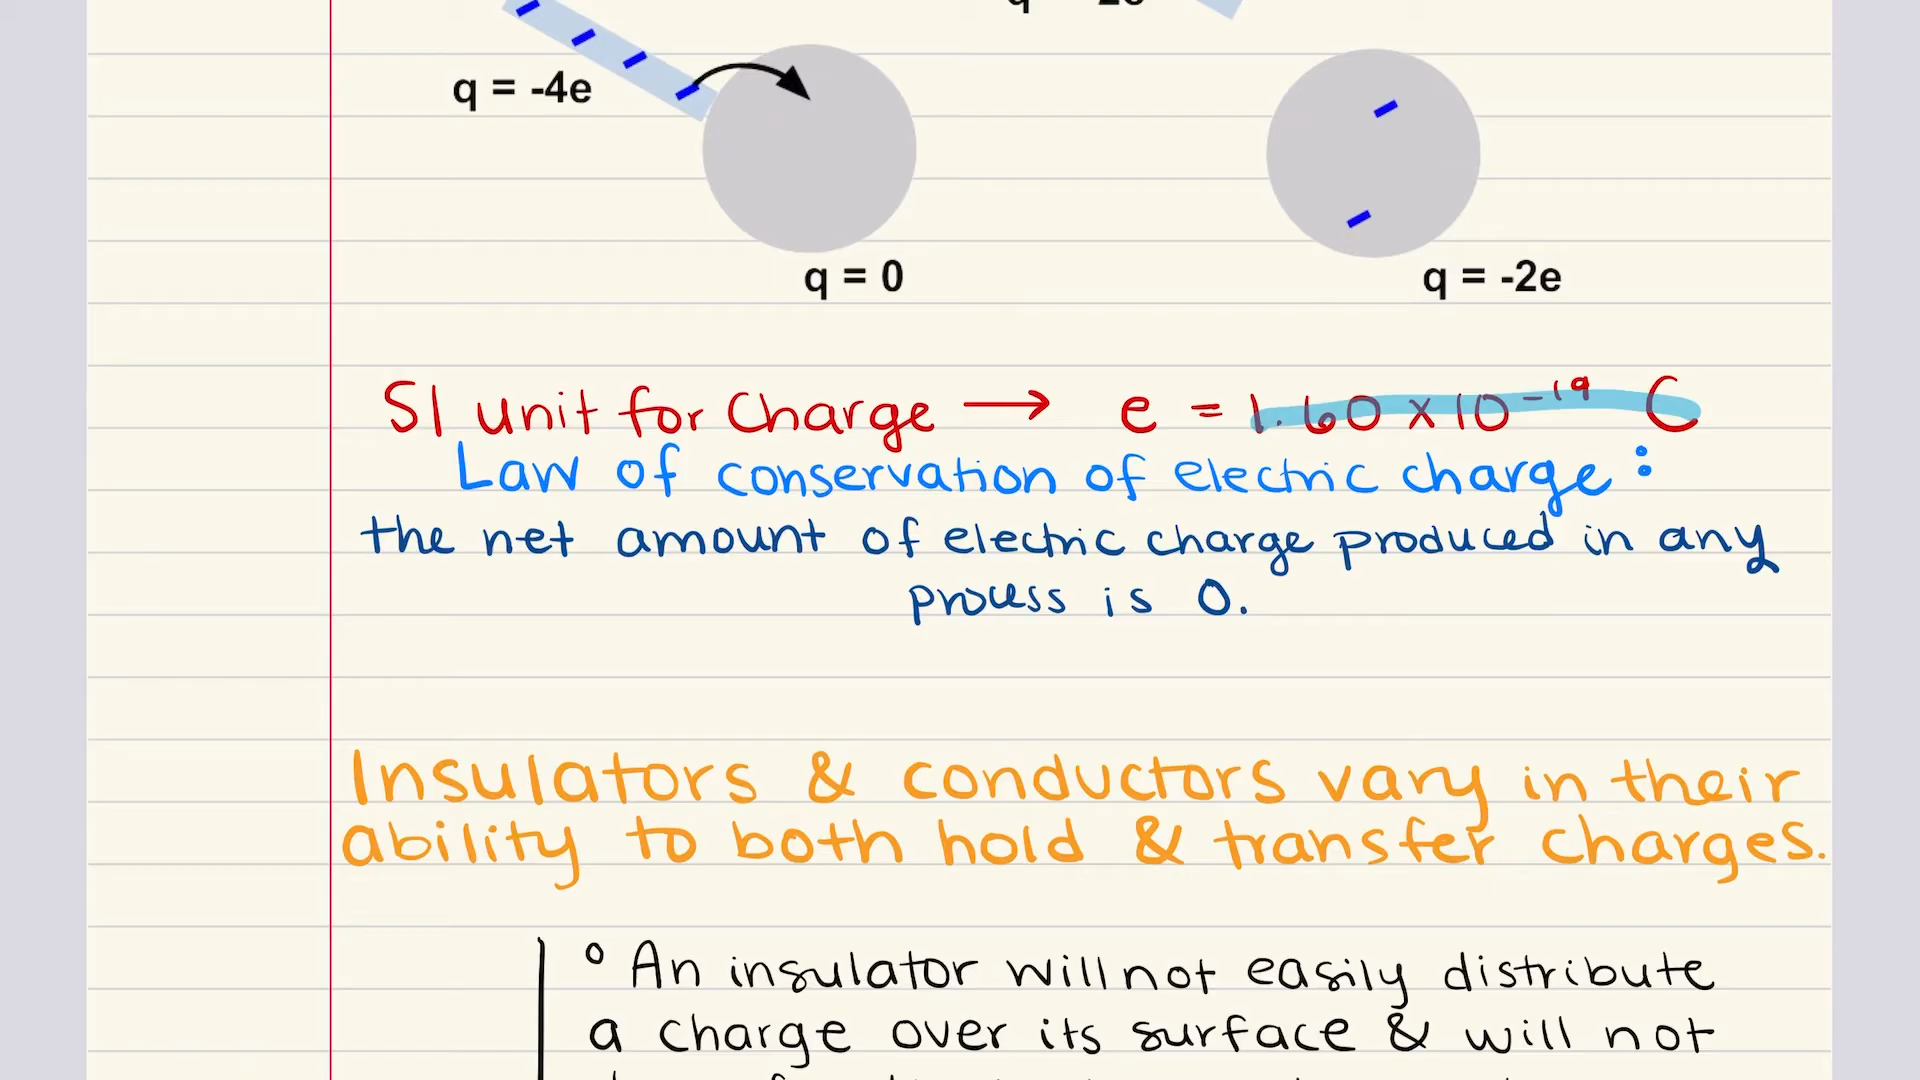 q = -4e
q = 0
q = -2e
SI unit for Charge → e = 1.60 x 10⁻¹⁹ C
Law of conservation of electric charge:
the net amount of electric charge produced in any
process is 0.
Insulators & conductors vary in their
ability to both hold & transfer charges.
° An insulator will not easily distribute
a charge over its surface & will not